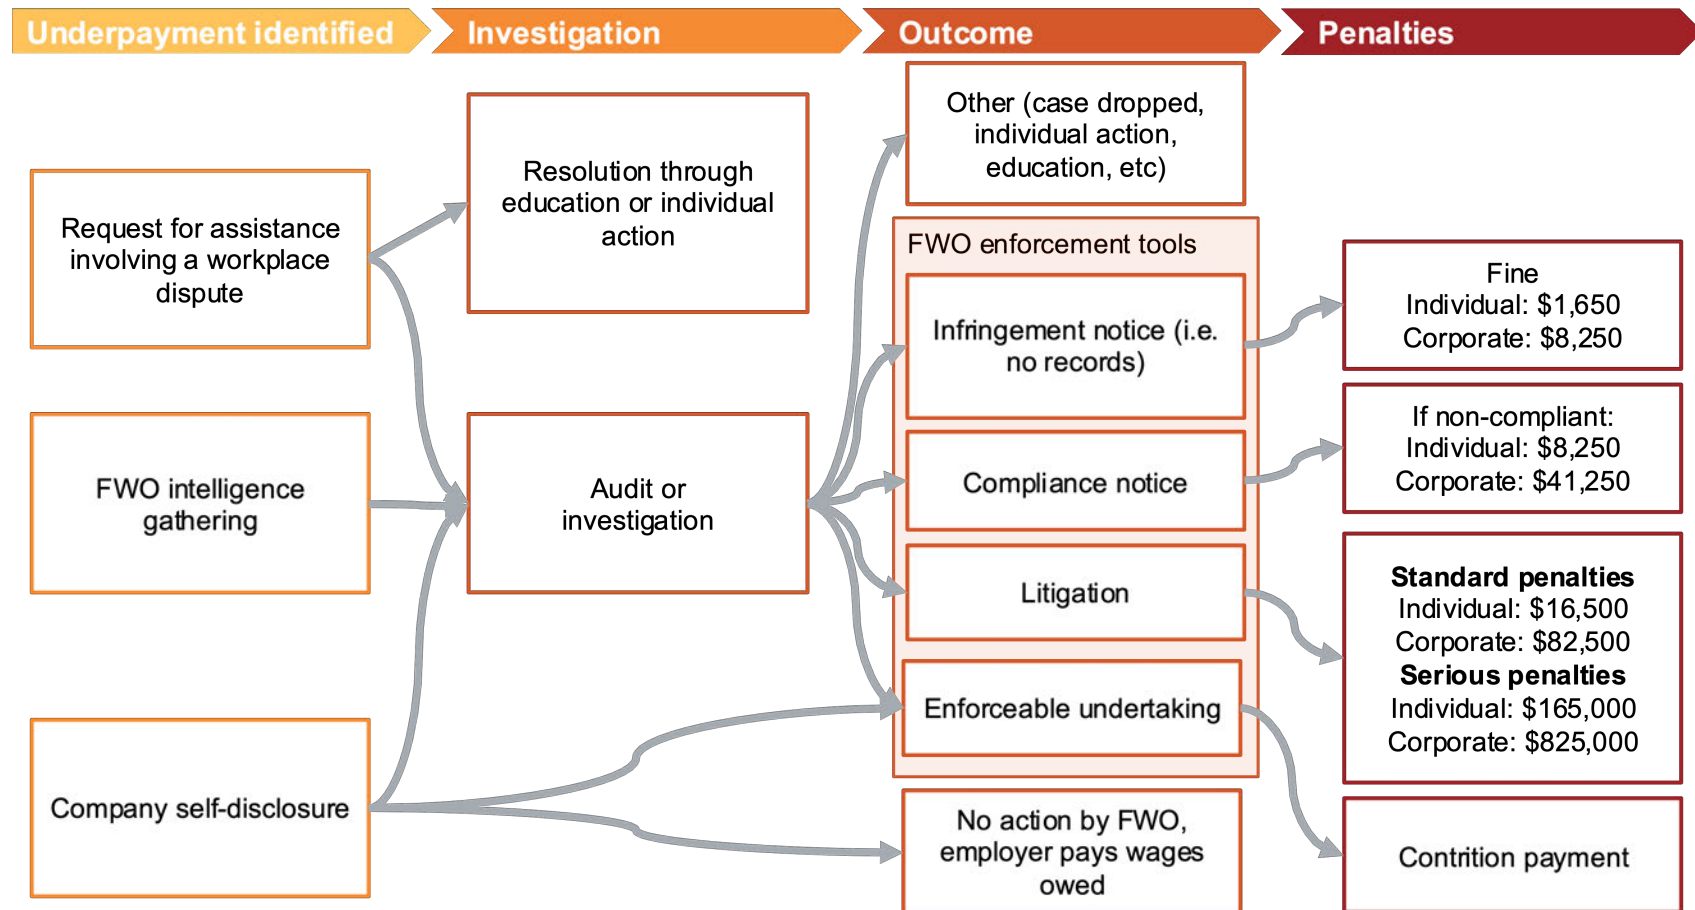 Underpayment identified
Investigation
Outcome
Penalties
Request for assistance
involving a workplace
dispute
FWO intelligence
gathering
Company self-disclosure
Resolution through
education or individual
action
Audit or
investigation
Other (case dropped,
individual action,
education, etc)
FWO enforcement tools
Infringement notice (i.e.
no records)
Compliance notice
Litigation
Enforceable undertaking
No action by FWO,
employer pays wages
owed
Fine
Individual: $1,650
Corporate: $8,250
If non-compliant:
Individual: $8,250
Corporate: $41,250
Standard penalties
Individual: $16,500
Corporate: $82,500
Serious penalties
Individual: $165,000
Corporate: $825,000
Contrition payment